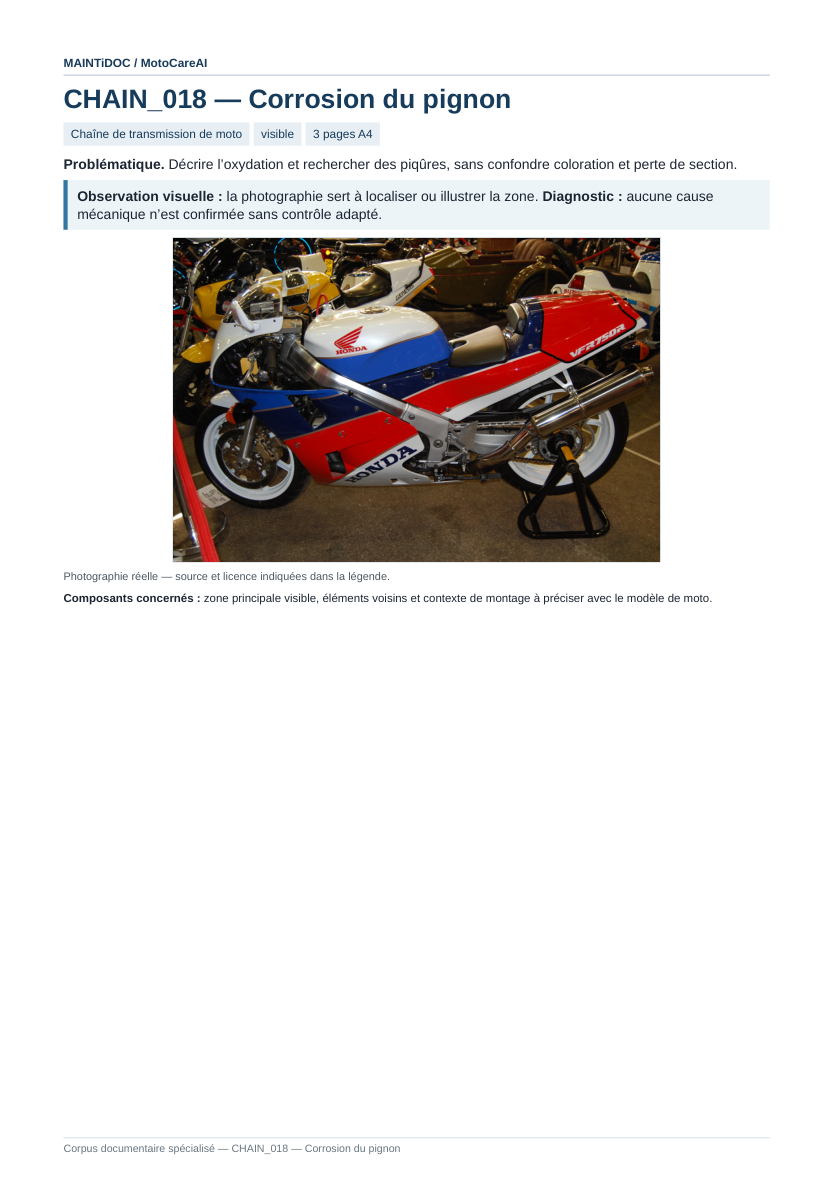 MAINTiDOC / MotoCareAI
CHAIN_018 — Corrosion du pignon
Chaîne de transmission de moto
visible
3 pages A4
Problématique. Décrire l’oxydation et rechercher des piqûres, sans confondre coloration et perte de section.
Observation visuelle : la photographie sert à localiser ou illustrer la zone. Diagnostic : aucune cause
mécanique n’est confirmée sans contrôle adapté.
HONDA
VFR750R
HONDA
Photographie réelle — source et licence indiquées dans la légende.
Composants concernés : zone principale visible, éléments voisins et contexte de montage à préciser avec le modèle de moto.
Corpus documentaire spécialisé — CHAIN_018 — Corrosion du pignon